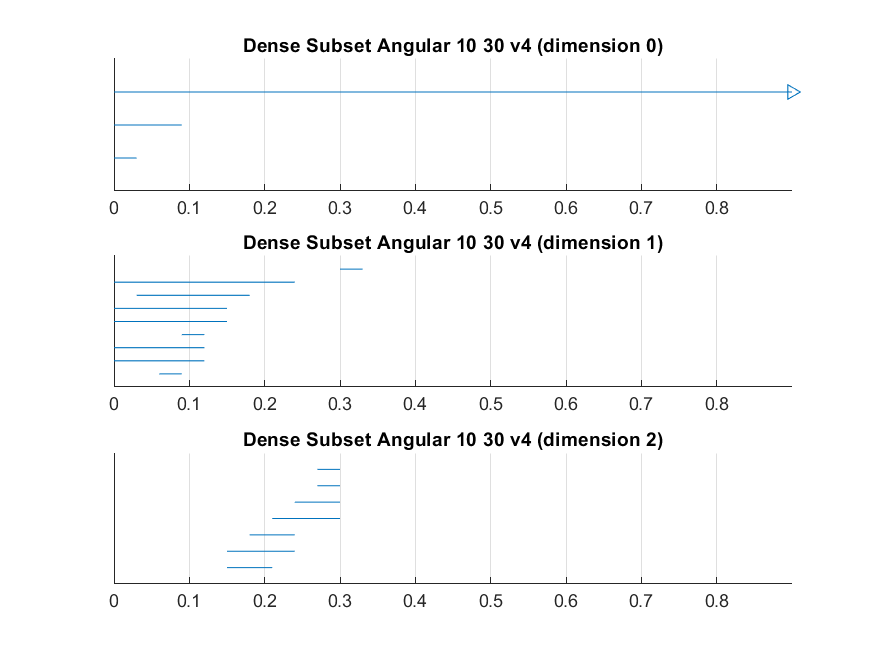 Dense Subset Angular 10 30 v4 (dimension 0)
0 0.1 0.2 0.3 0.4 0.5 0.6 0.7 0.8
Dense Subset Angular 10 30 v4 (dimension 1)
0 0.1 0.2 0.3 0.4 0.5 0.6 0.7 0.8
Dense Subset Angular 10 30 v4 (dimension 2)
0 0.1 0.2 0.3 0.4 0.5 0.6 0.7 0.8